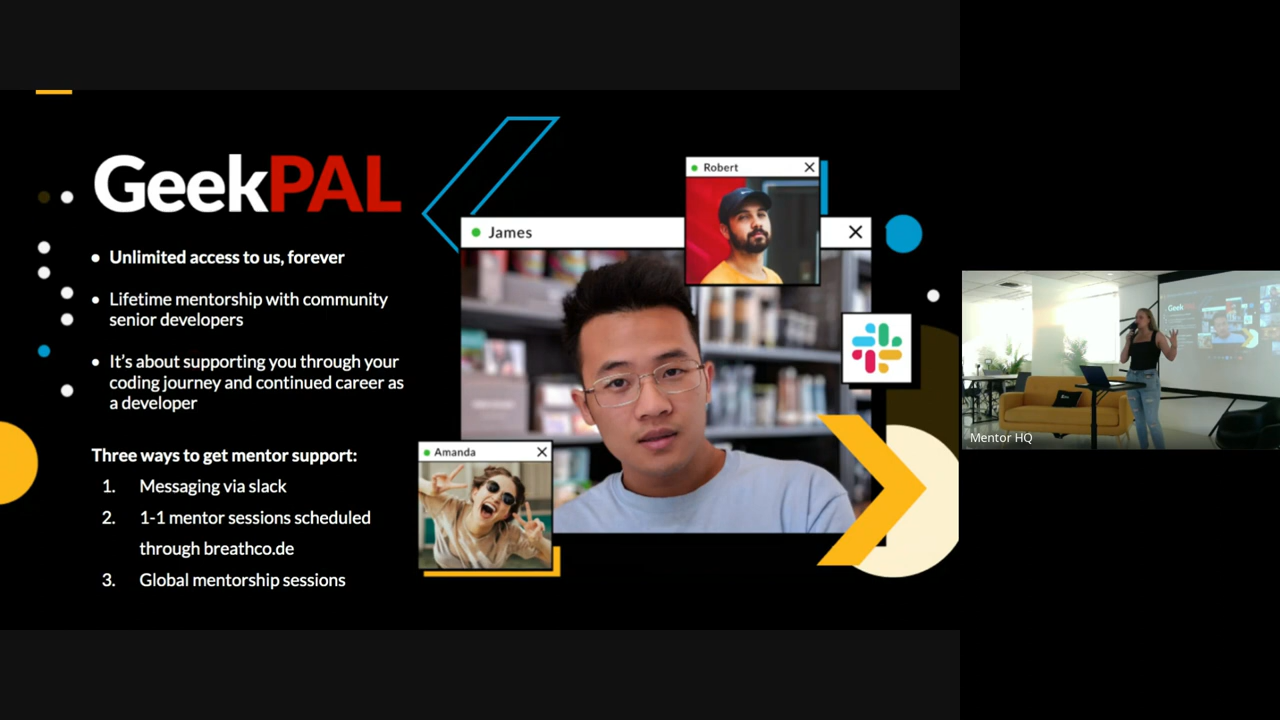 GeekPAL
Unlimited access to us, forever
Lifetime mentorship with community
senior developers
It's about supporting you through your
coding journey and continued career as
a developer
Three ways to get mentor support:
1. Messaging via slack
2. 1-1 mentor sessions scheduled
through breathco.de
3. Global mentorship sessions
Robert
James
Amanda
Geek
Mentor HQ